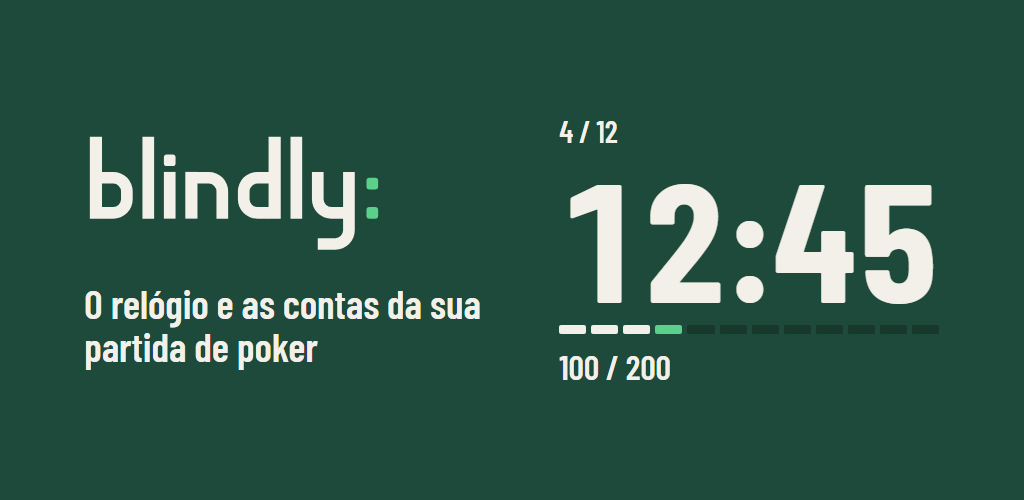 blindly:
O relógio e as contas da sua
partida de poker
4 / 12
12:45
100 / 200